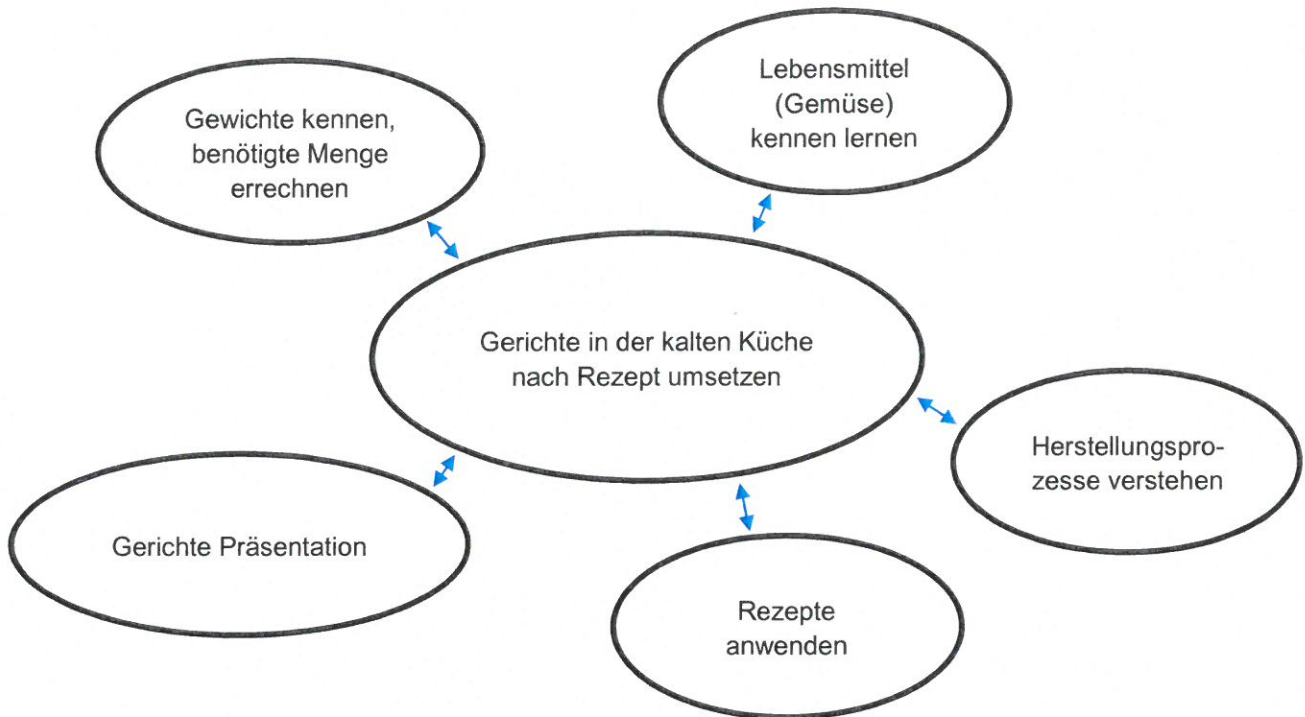 Gewichte kennen,
benötigte Menge
errechnen
Lebensmittel
(Gemüse)
kennen lernen
Gerichte in der kalten Küche
nach Rezept umsetzen
Herstellungspro-
zesse verstehen
Gerichte Präsentation
Rezepte
anwenden